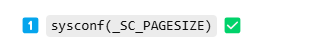 1 sysconf(_SC_PAGESIZE) ✅